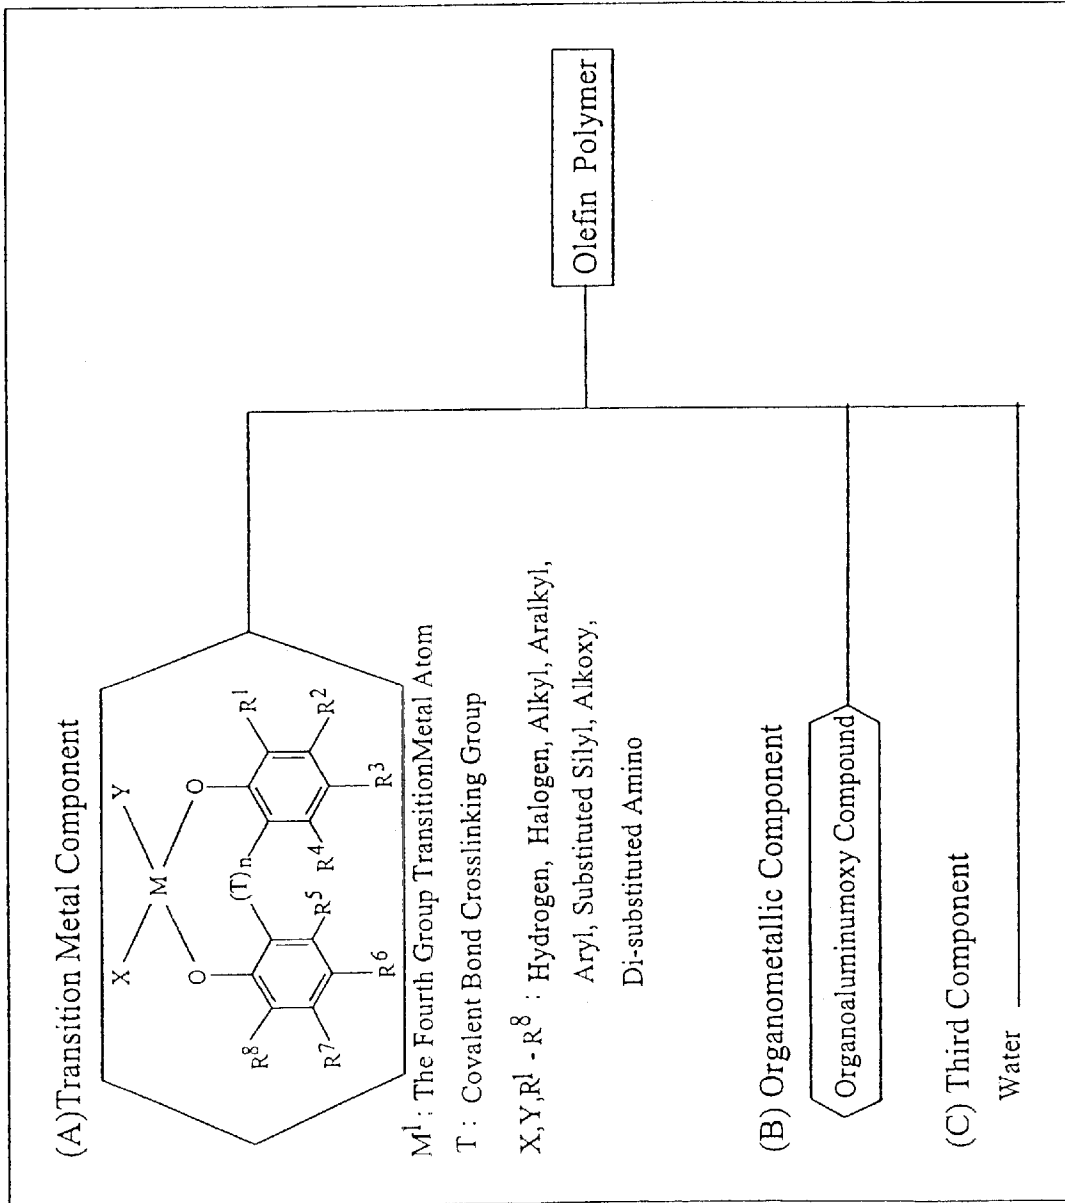 (A)Transition Metal Component
X
Y
M
O
O
R1
R2
R3
R4
(T)n
R5
R6
R7
R8
M1 : The Fourth Group TransitionMetal Atom
T : Covalent Bond Crosslinking Group
X,Y,R1 - R8 : Hydrogen, Halogen, Alkyl, Aralkyl,
Aryl, Substituted Silyl, Alkoxy,
Di-substituted Amino
(B) Organometallic Component
Organoaluminumoxy Compound
(C) Third Component
Water
Olefin Polymer